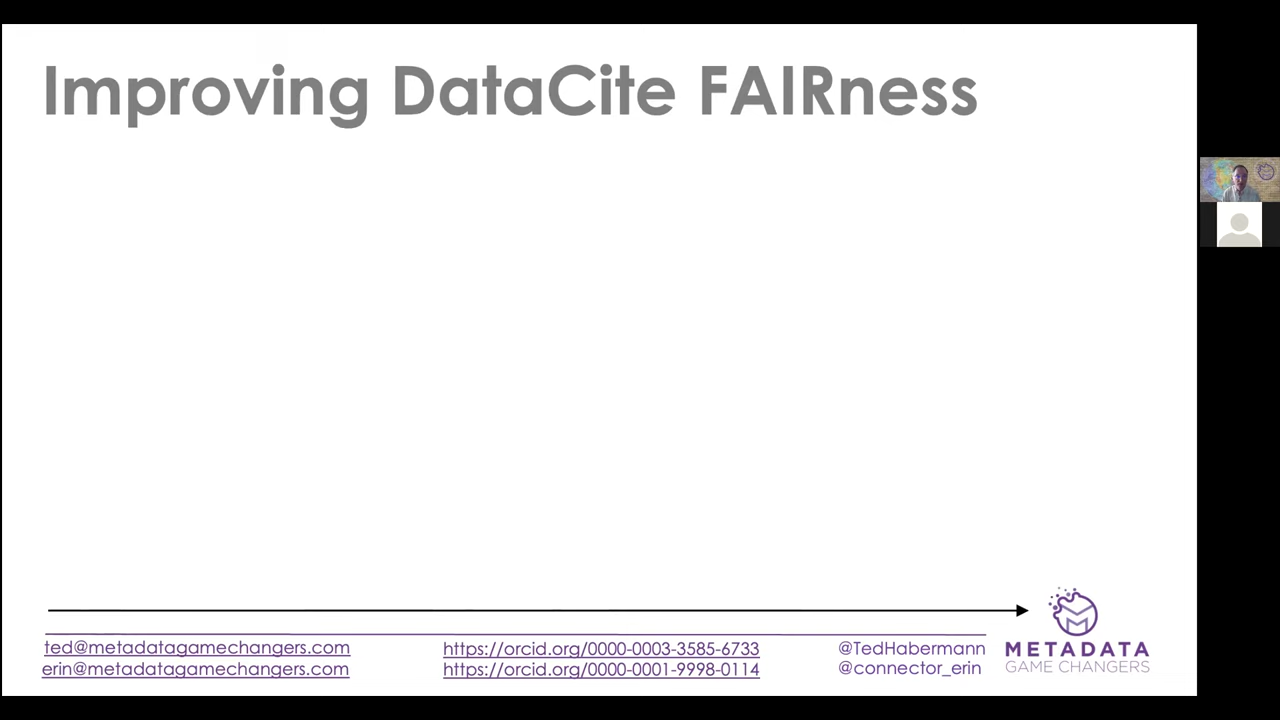 Improving DataCite FAIRness
ted@metadatagamechangers.com
erin@metadatagamechangers.com
https://orcid.org/0000-0003-3585-6733
https://orcid.org/0000-0001-9998-0114
@TedHabermann
@connector_erin
METADATA
GAME CHANGERS